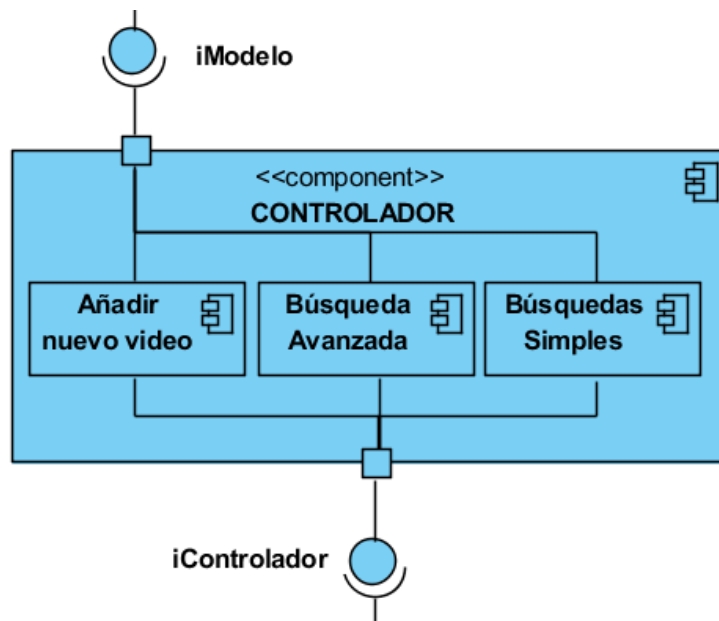 iModelo
<<component>>
CONTROLADOR
Añadir
nuevo video
Búsqueda
Avanzada
Búsquedas
Simples
iControlador